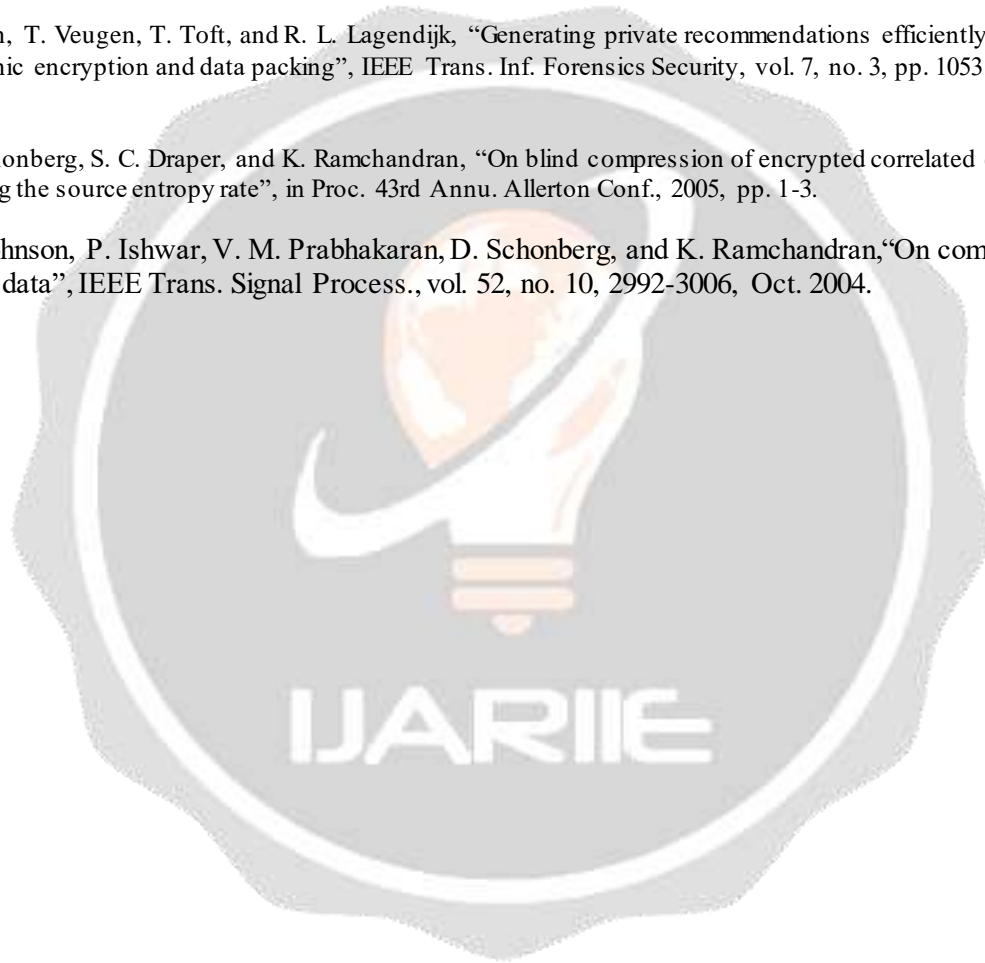 n, T. Veugen, T. Toft, and R. L. Lagendijk, “Generating private recommendations efficiently
nic encryption and data packing”, IEEE Trans. Inf. Forensics Security, vol. 7, no. 3, pp. 1053
onberg, S. C. Draper, and K. Ramchandran, “On blind compression of encrypted correlated
g the source entropy rate”, in Proc. 43rd Annu. Allerton Conf., 2005, pp. 1-3.
hnson, P. Ishwar, V. M. Prabhakaran, D. Schonberg, and K. Ramchandran,“On com
data”, IEEE Trans. Signal Process., vol. 52, no. 10, 2992-3006, Oct. 2004.
IJARIIE